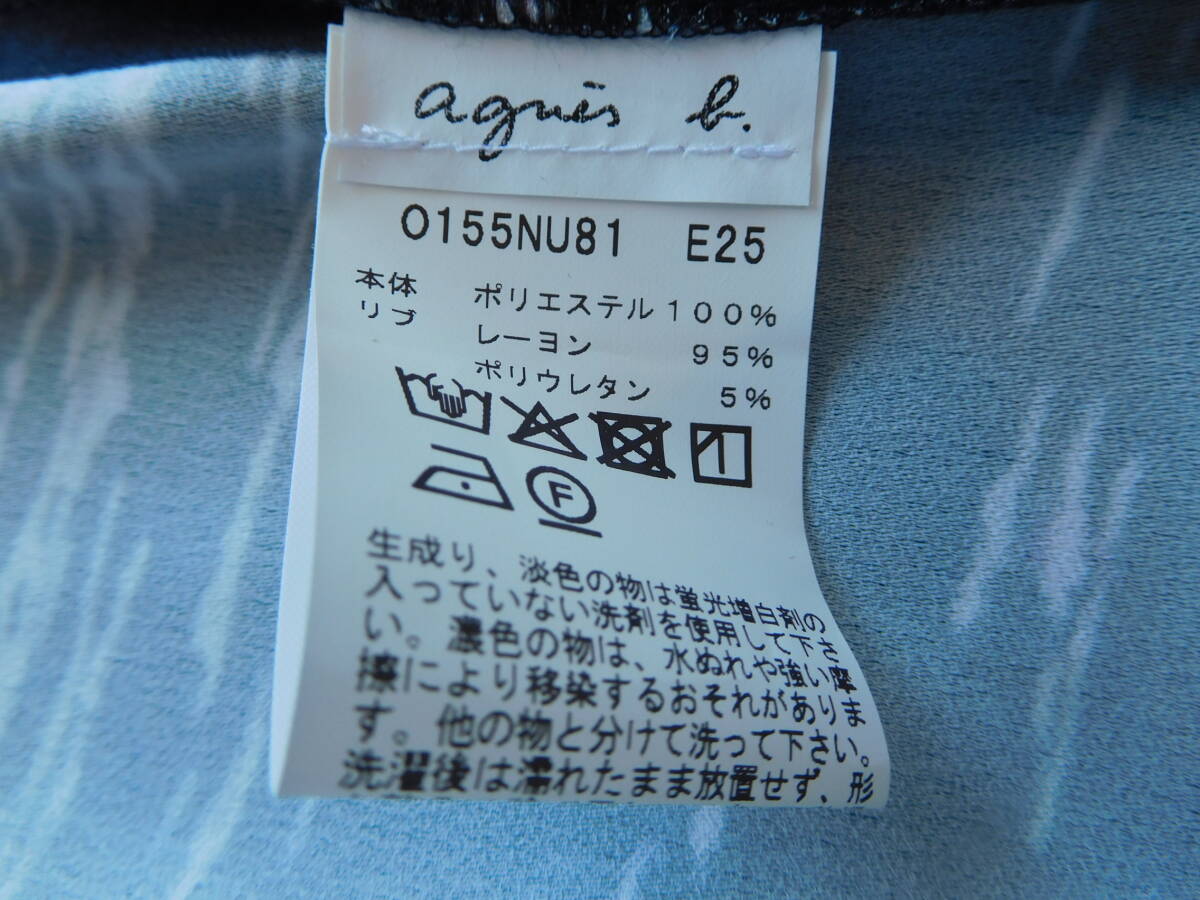 agnès b.
0155NU81 E25
本体 ポリエステル100%
リブ レーヨン 95%
ポリウレタン 5%
F
生成り、淡色の物は蛍光増白剤の
入っていない洗剤を使用して下さ
い。濃色の物は、水ぬれや強い摩
擦により移染するおそれがありま
す。他の物と分けて洗って下さい。
洗濯後は濡れたまま放置せず、形